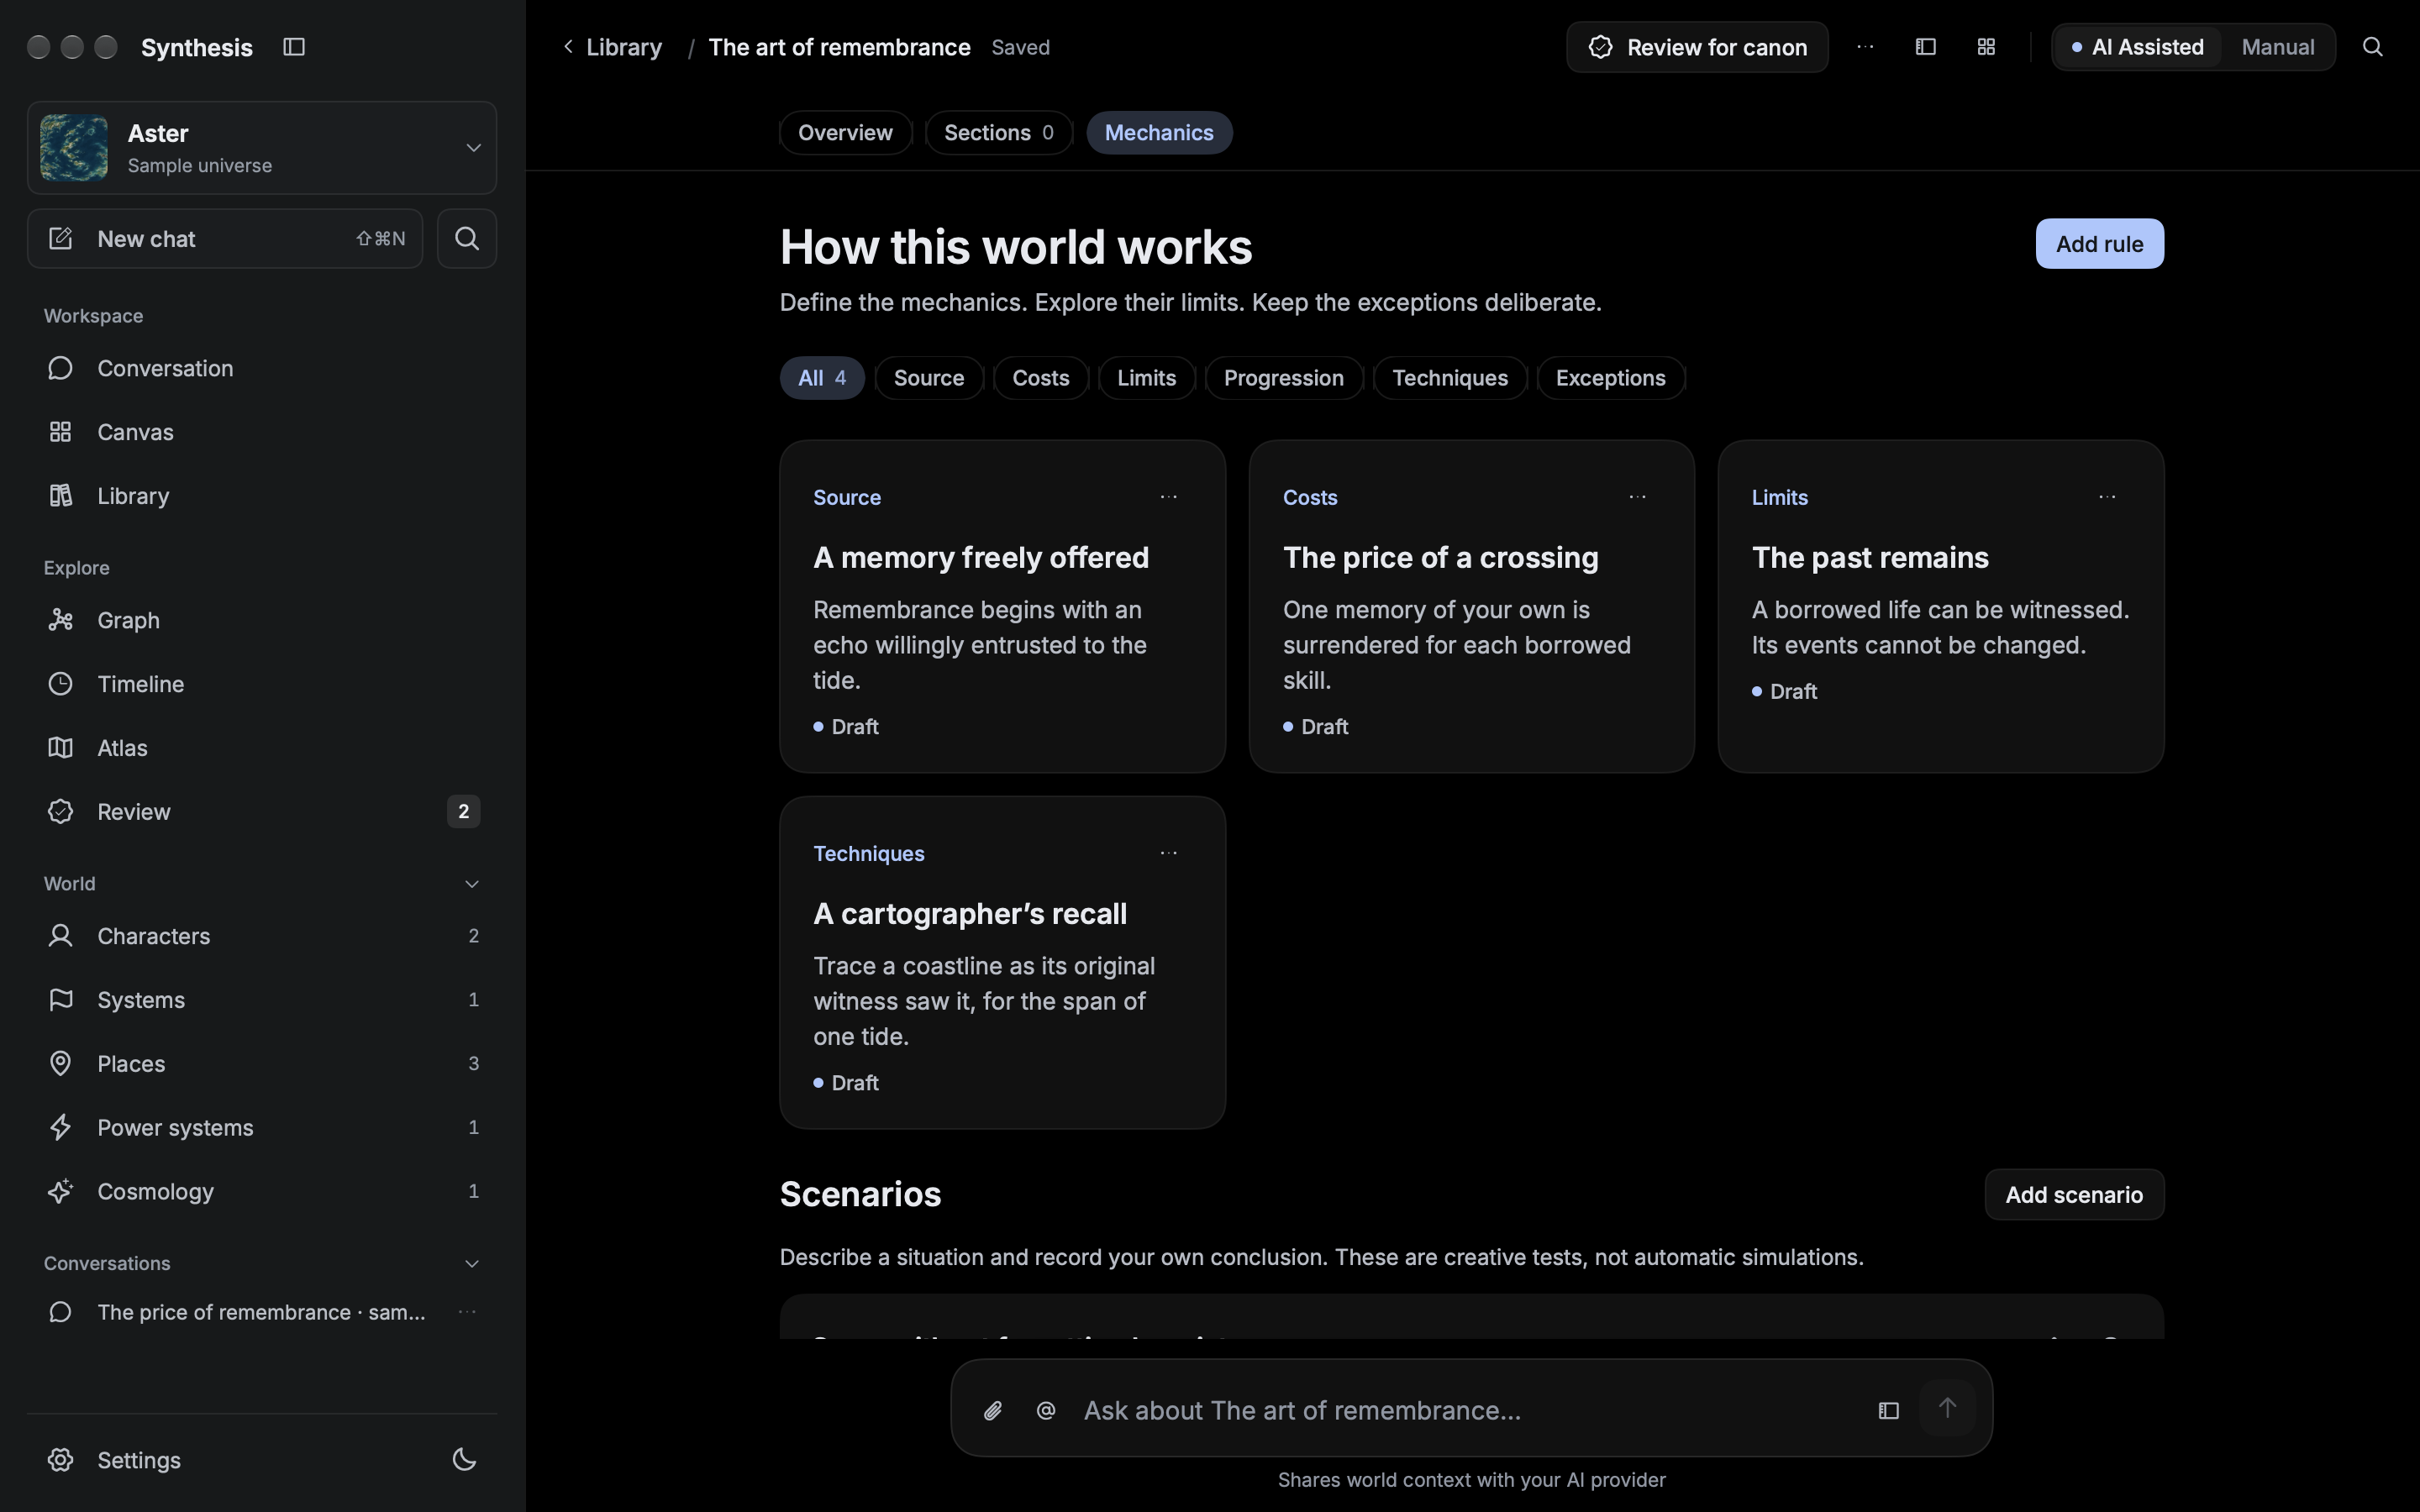 Synthesis
Aster
Sample universe
New chat ⇧⌘N
Workspace
Conversation
Canvas
Library
Explore
Graph
Timeline
Atlas
Review 2
World
Characters 2
Systems 1
Places 3
Power systems 1
Cosmology 1
Conversations
The price of remembrance · sam...
Settings
Library / The art of remembrance Saved
Review for canon
AI Assisted Manual
Overview Sections 0 Mechanics
How this world works
Add rule
Define the mechanics. Explore their limits. Keep the exceptions deliberate.
All 4 Source Costs Limits Progression Techniques Exceptions
Source
A memory freely offered
Remembrance begins with an
echo willingly entrusted to the
tide.
Draft
Costs
The price of a crossing
One memory of your own is
surrendered for each borrowed
skill.
Draft
Limits
The past remains
A borrowed life can be witnessed.
Its events cannot be changed.
Draft
Techniques
A cartographer’s recall
Trace a coastline as its original
witness saw it, for the span of
one tide.
Draft
Scenarios
Add scenario
Describe a situation and record your own conclusion. These are creative tests, not automatic simulations.
Ask about The art of remembrance...
Shares world context with your AI provider